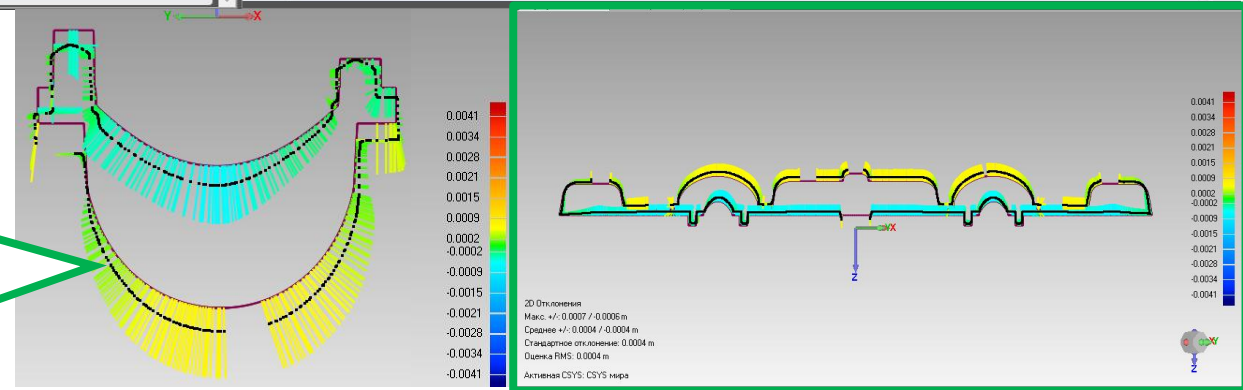 Y X
0.0041
0.0034
0.0028
0.0021
0.0015
0.0009
0.0002
-0.0002
-0.0009
-0.0015
-0.0021
-0.0028
-0.0034
-0.0041
X
Z
2D Отклонения
Макс. +/-: 0.0007 / -0.0006 m
Среднее +/-: 0.0004 / -0.0004 m
Стандартное отклонение: 0.0004 m
Оценка RMS: 0.0004 m
Активная CSYS: CSYS мира
0.0041
0.0034
0.0028
0.0021
0.0015
0.0009
0.0002
-0.0002
-0.0009
-0.0015
-0.0021
-0.0028
-0.0034
-0.0041
XY
Z